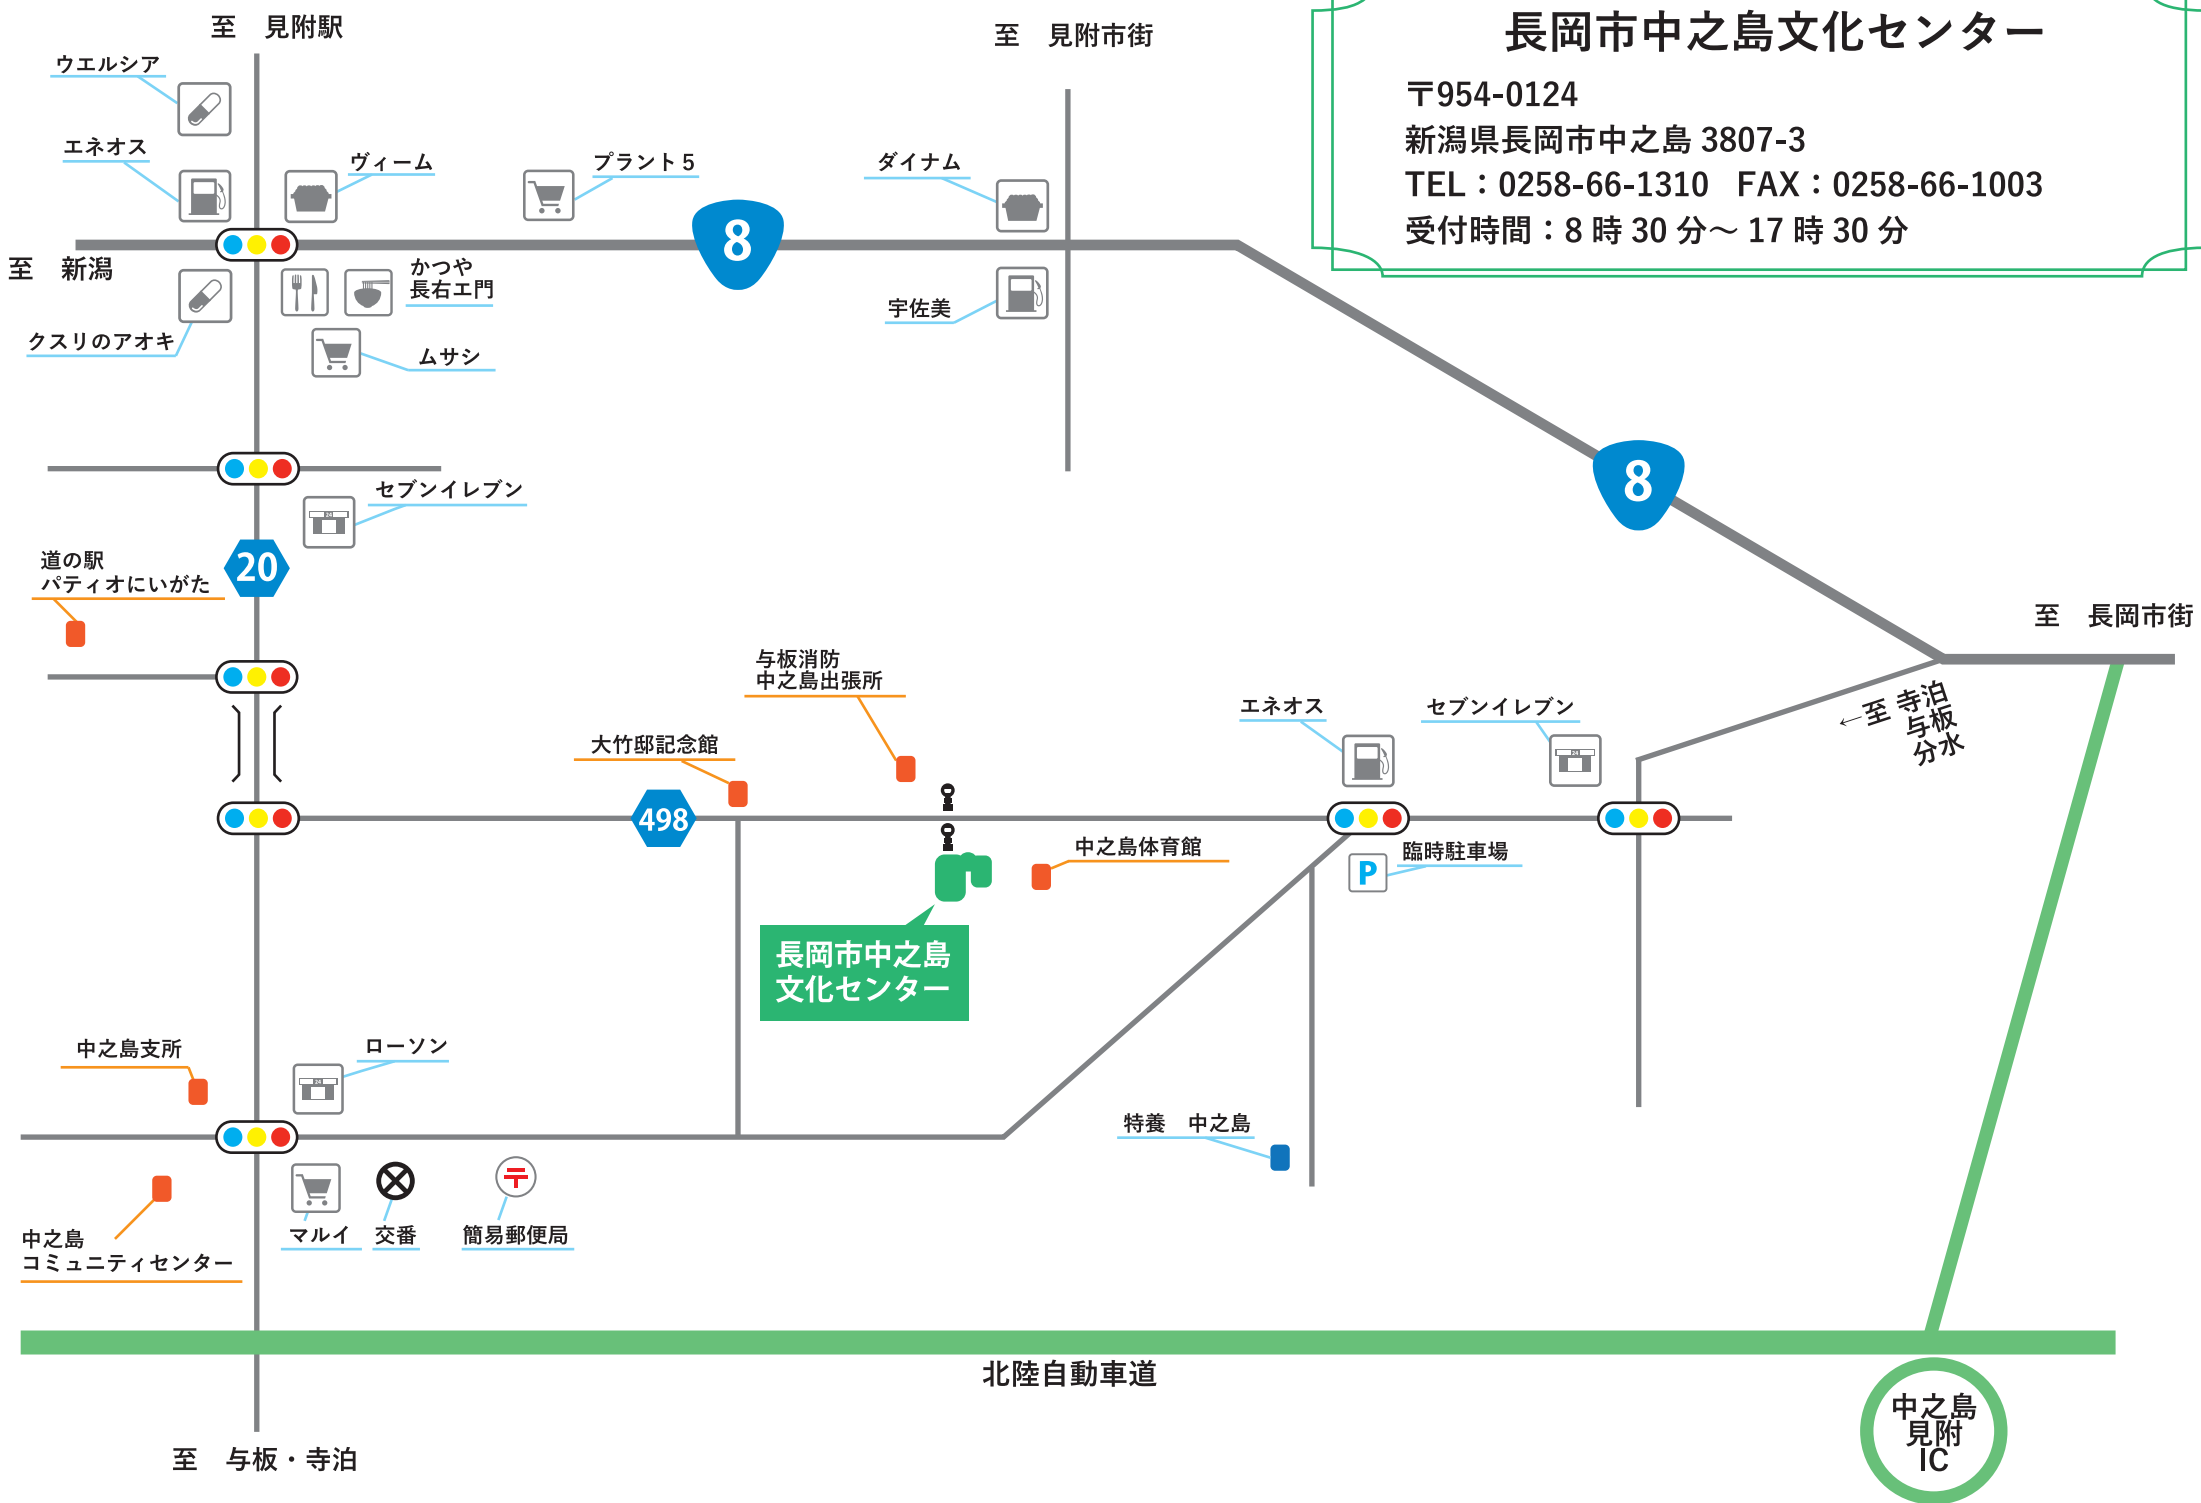 長岡市中之島文化センター
〒954-0124
新潟県長岡市中之島 3807-3
TEL：0258-66-1310　FAX：0258-66-1003
受付時間：8 時 30 分～ 17 時 30 分
至　見附駅
至　見附市街
ウエルシア
エネオス
ヴィーム
プラント 5
ダイナム
8
至　新潟
かつや
長右エ門
クスリのアオキ
ムサシ
宇佐美
8
セブンイレブン
24
20
道の駅
パティオにいがた
至　長岡市街
←至 寺泊
与板
分水
与板消防
中之島出張所
大竹邸記念館
エネオス
セブンイレブン
24
498
中之島体育館
臨時駐車場
P
長岡市中之島
文化センター
中之島支所
ローソン
24
特養　中之島
マルイ
交番
簡易郵便局
〒
中之島
コミュニティセンター
北陸自動車道
中之島
見附
IC
至　与板・寺泊